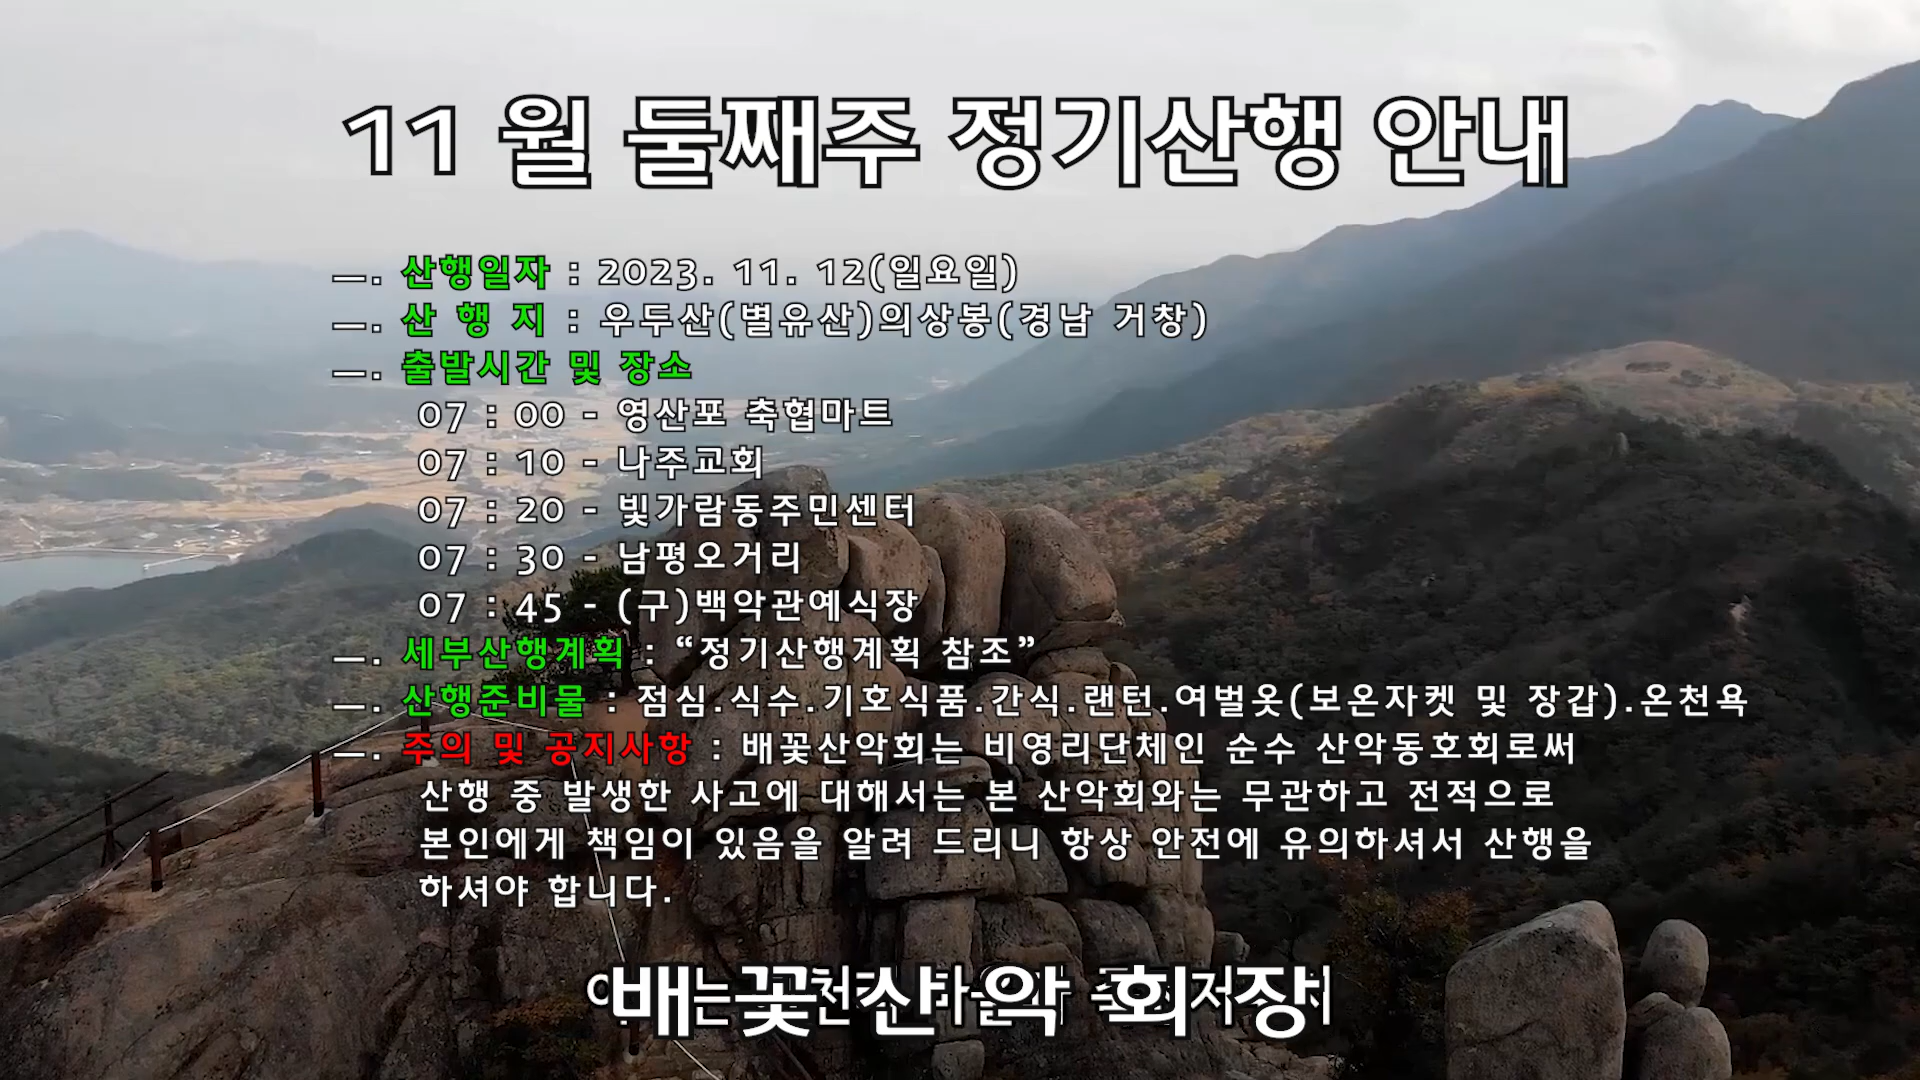 11 월 둘째주 정기산행 안내
ㅡ. 산행일자 : 2023. 11. 12(일요일)
ㅡ. 산 행 지 : 우두산(별유산)의상봉(경남 거창)
ㅡ. 출발시간 및 장소
07 : 00 - 영산포 축협마트
07 : 10 - 나주교회
07 : 20 - 빛가람동주민센터
07 : 30 - 남평오거리
07 : 45 - (구)백악관예식장
ㅡ. 세부산행계획 : “정기산행계획 참조”
ㅡ. 산행준비물 : 점심.식수.기호식품.간식.랜턴.여벌옷(보온자켓 및 장갑).온천욕
ㅡ. 주의 및 공지사항 : 배꽃산악회는 비영리단체인 순수 산악동호회로써
산행 중 발생한 사고에 대해서는 본 산악회와는 무관하고 전적으로
본인에게 책임이 있음을 알려 드리니 항상 안전에 유의하셔서 산행을
하셔야 합니다.
배 꽃 산 악 회 장